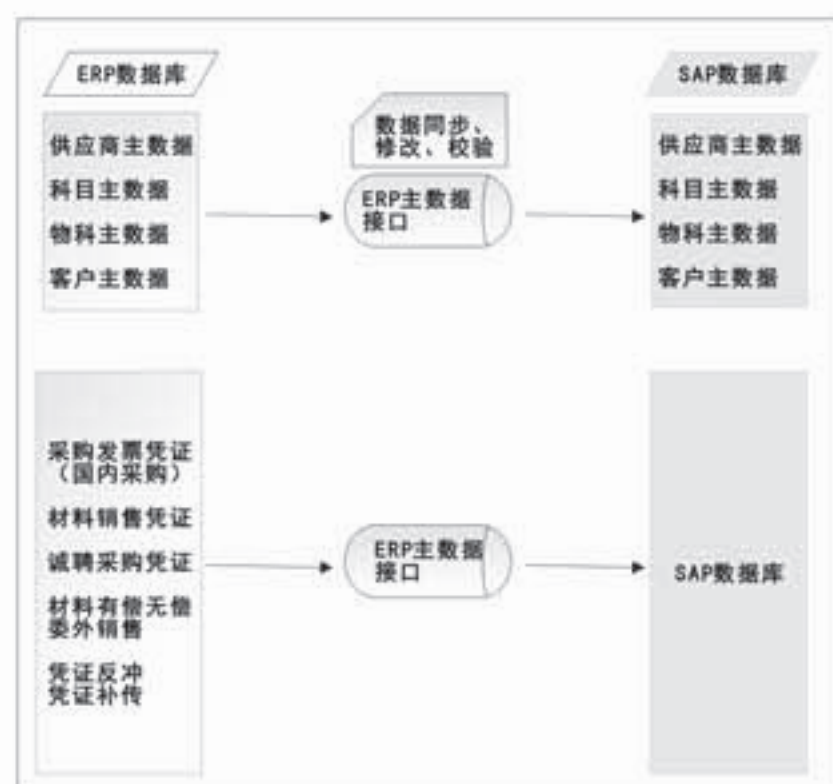 ERP数据库
供应商主数据
科目主数据
物科主数据
客户主数据
数据同步、
修改、校验
ERP主数据
接口
SAP数据库
供应商主数据
科目主数据
物科主数据
客户主数据
采购发票凭证
（国内采购）
材料销售凭证
诚聘采购凭证
材料有偿无偿
委外销售
凭证反冲
凭证补传
ERP主数据
接口
SAP数据库